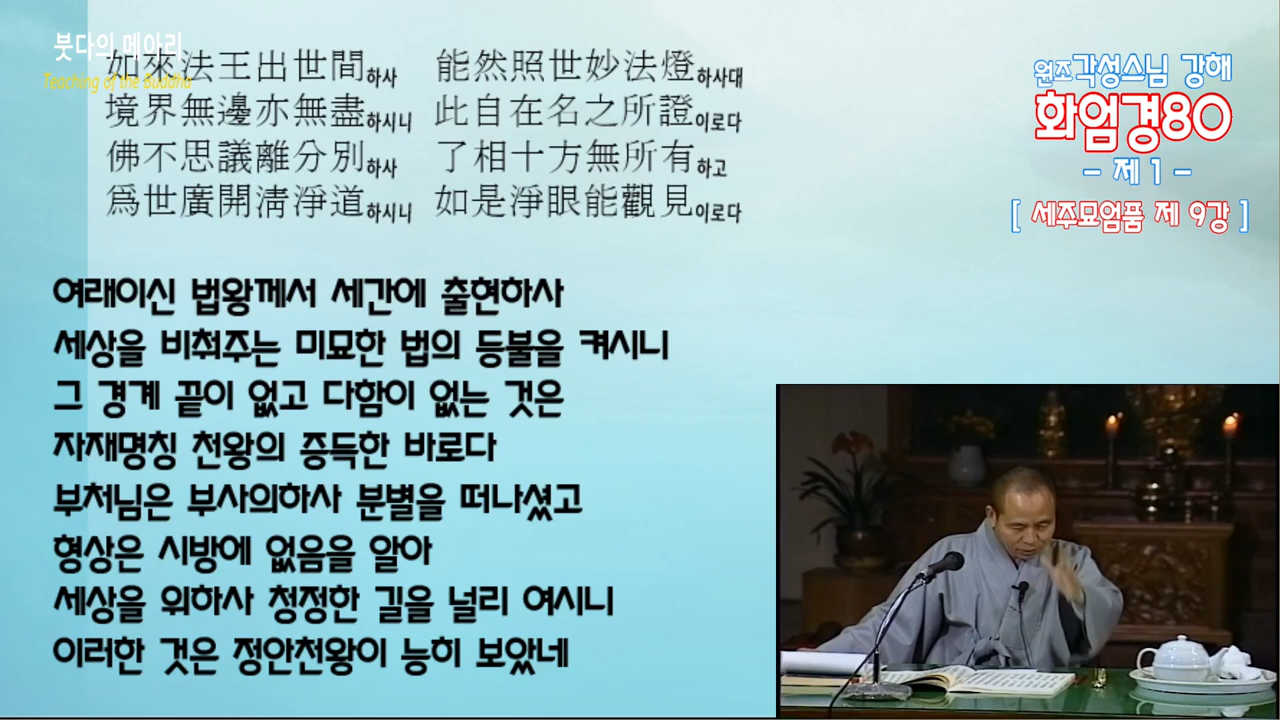 붓다의 메아리
Teaching of the Buddha
如來法王出世間하사 能然照世妙法燈하사대
境界無邊亦無盡하시니 此自在名之所證이로다
佛不思議離分別하사 了相十方無所有하고
爲世廣開淸淨道하시니 如是淨眼能觀見이로다
원조각성스님 강해
화엄경80
- 제 1 -
[ 세주묘엄품 제 9강 ]
여래이신 법왕께서 세간에 출현하사
세상을 비춰주는 미묘한 법의 등불을 켜시니
그 경계 끝이 없고 다함이 없는 것은
자재명칭 천왕의 증득한 바로다
부처님은 부사의하사 분별을 떠나셨고
형상은 시방에 없음을 알아
세상을 위하사 청정한 길을 널리 여시니
이러한 것은 정안천왕이 능히 보았네